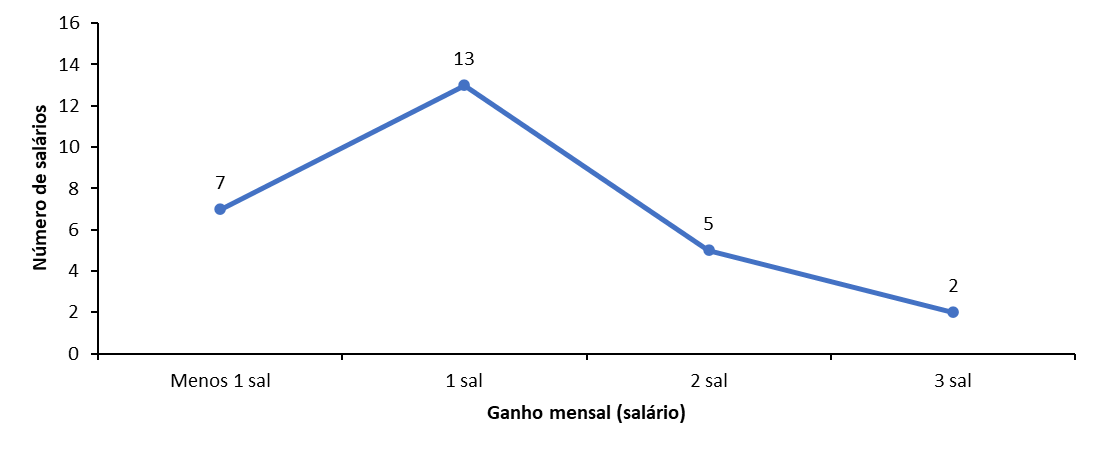 16
14
12
10
8
6
4
2
0
Número de salários
7
13
5
2
Menos 1 sal
1 sal
2 sal
3 sal
Ganho mensal (salário)